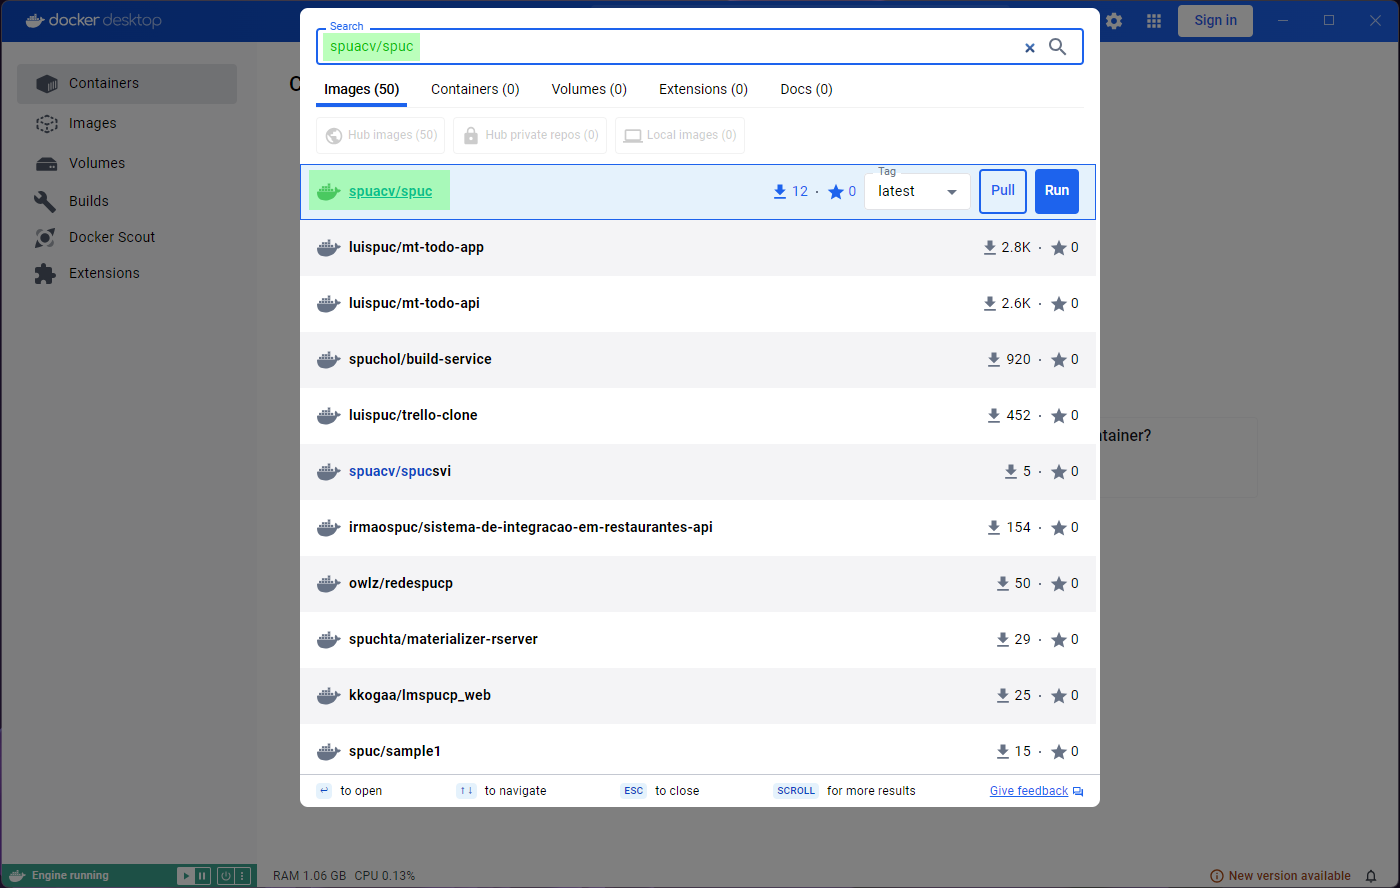 docker desktop
Sign in
Containers
Images
Volumes
Builds
Docker Scout
Extensions
Search
spuacv/spuc
Images (50)
Containers (0)
Volumes (0)
Extensions (0)
Docs (0)
Hub images (50)
Hub private repos (0)
Local images (0)
spuacv/spuc
12 · 0
Tag
latest
Pull
Run
luispuc/mt-todo-app
2.8K · 0
luispuc/mt-todo-api
2.6K · 0
spuchol/build-service
920 · 0
luispuc/trello-clone
452 · 0
spuacv/spucsvi
5 · 0
irmaospuc/sistema-de-integracao-em-restaurantes-api
154 · 0
owlz/redespucp
50 · 0
spuchta/materializer-rserver
29 · 0
kkogaa/lmspucp_web
25 · 0
spuc/sample1
15 · 0
↩ to open
↑↓ to navigate
ESC to close
SCROLL for more results
Give feedback
ntainer?
Engine running
RAM 1.06 GB CPU 0.13%
New version available